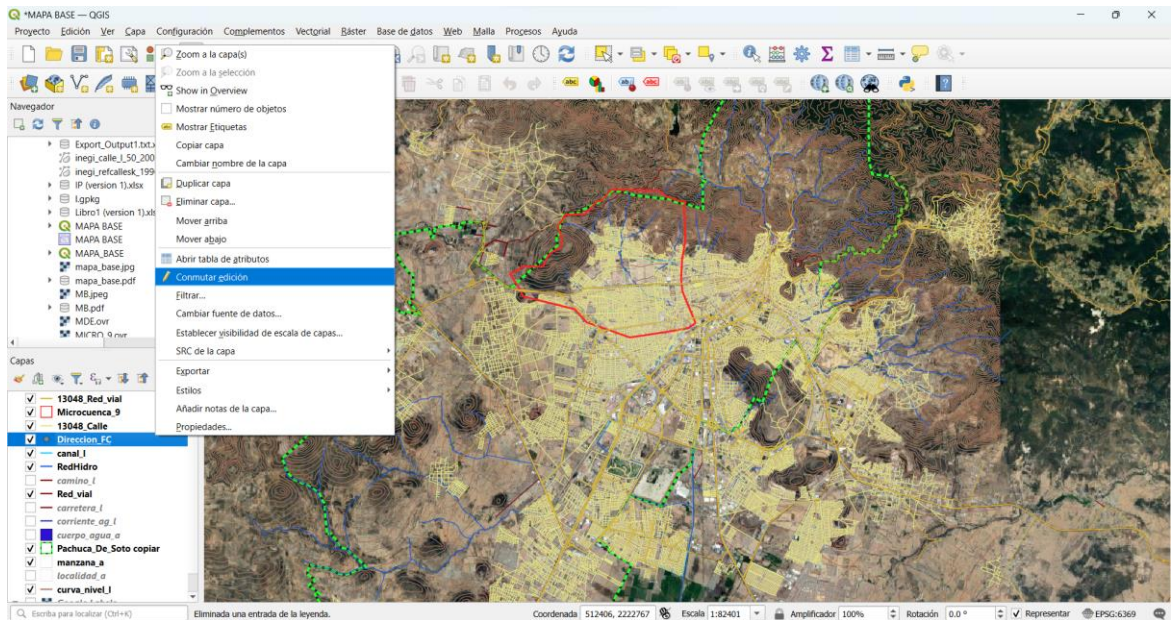 *MAPA BASE — QGIS
Proyecto Edición Ver Capa Configuración Complementos Vectorial Ráster Base de datos Web Malla Procesos Ayuda
Zoom a la capa(s)
Zoom a la selección
Show in Overview
Mostrar número de objetos
Mostrar Etiquetas
Copiar capa
Cambiar nombre de la capa
Duplicar capa
Eliminar capa...
Mover arriba
Mover abajo
Abrir tabla de atributos
Conmutar edición
Filtrar...
Cambiar fuente de datos...
Establecer visibilidad de escala de capas...
SRC de la capa
Exportar
Estilos
Añadir notas de la capa...
Propiedades...
Navegador
Export_Output1.txt.
inegi_calle_l_50_200
inegi_refcallesk_199
IP (version 1).xlsx
l.gpkg
Libro1 (version 1).xls
MAPA BASE
MAPA BASE
MAPA_BASE
mapa_base.jpg
mapa_base.pdf
MB.jpeg
MB.pdf
MDE.ovr
MICRO_9.ovr
Capas
13048_Red_vial
Microcuenca_9
13048_Calle
Direccion_FC
canal_l
RedHidro
camino_l
Red_vial
carretera_l
corriente_ag_l
cuerpo_agua_a
Pachuca_De_Soto copiar
manzana_a
localidad_a
curva_nivel_l
Escriba para localizar (Ctrl+K) Eliminada una entrada de la leyenda. Coordenada 512406, 2222767 Escala 1:82401 Amplificador 100% Rotación 0.0 ° Representar EPSG:6369